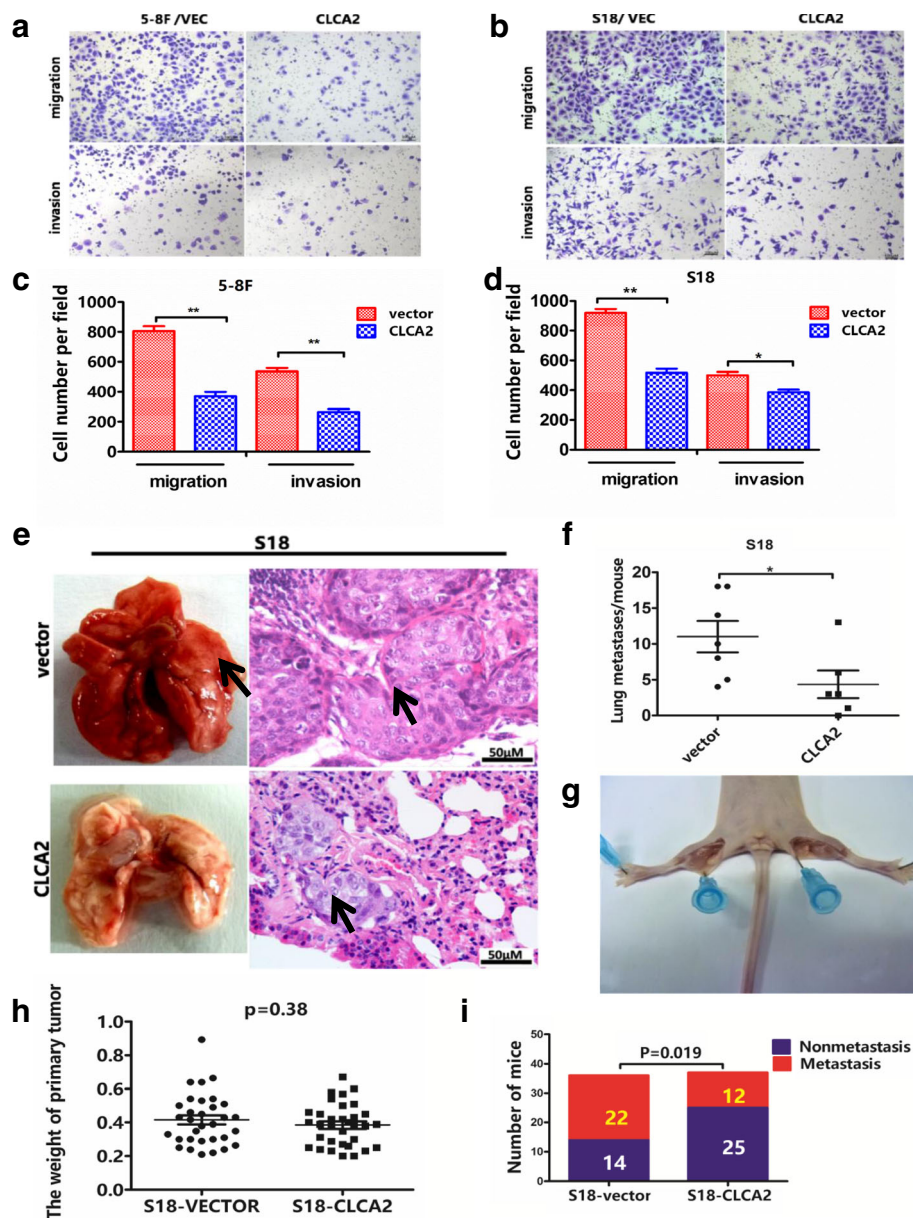 a
5-8F /VEC
CLCA2
migration
invasion
b
S18/ VEC
CLCA2
migration
invasion
c
5-8F
Cell number per field
1000
800
600
400
200
0
vector
CLCA2
**
**
migration
invasion
d
S18
Cell number per field
1000
800
600
400
200
0
vector
CLCA2
**
*
migration
invasion
e
S18
vector
50μM
CLCA2
50μM
f
S18
Lung metastases/mouse
20
15
10
5
0
*
vector
CLCA2
g
h
p=0.38
The weight of primary tumor
1.0
0.8
0.6
0.4
0.2
0.0
S18-VECTOR
S18-CLCA2
i
Number of mice
50
40
30
20
10
0
P=0.019
Nonmetastasis
Metastasis
22
14
12
25
S18-vector
S18-CLCA2